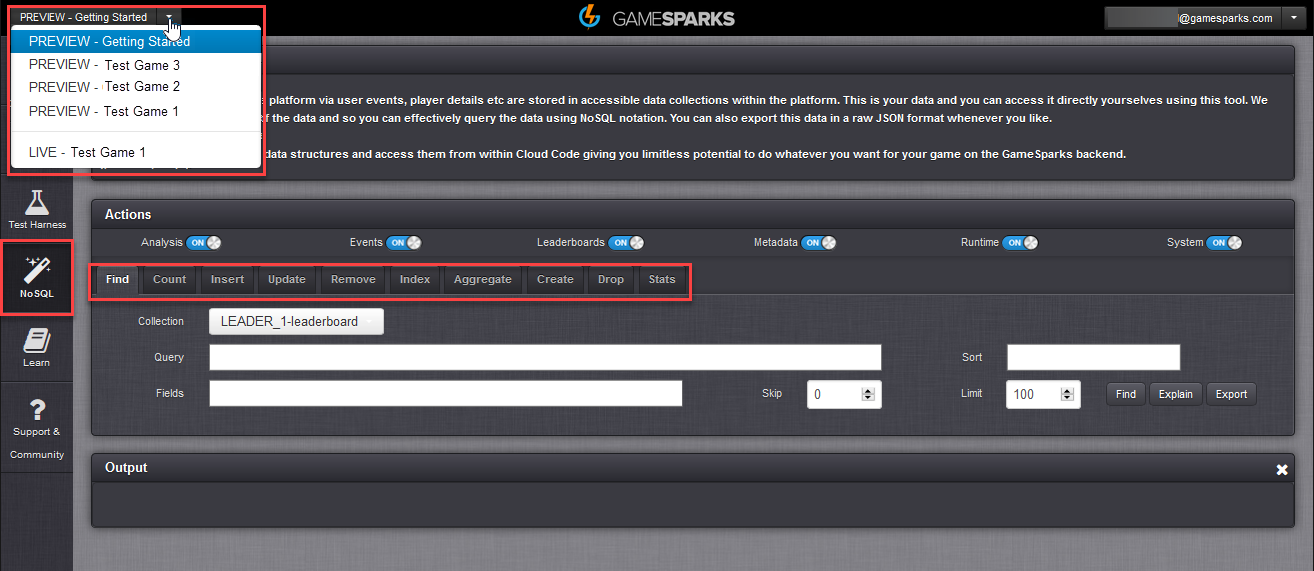 PREVIEW - Getting Started
GAMESPARKS
@gamesparks.com
PREVIEW - Getting Started
PREVIEW - Test Game 3
PREVIEW - Test Game 2
PREVIEW - Test Game 1
LIVE - Test Game 1
platform via user events, player details etc are stored in accessible data collections within the platform. This is your data and you can access it directly yourselves using this tool. We
the data and so you can effectively query the data using NoSQL notation. You can also export this data in a raw JSON format whenever you like.
data structures and access them from within Cloud Code giving you limitless potential to do whatever you want for your game on the GameSparks backend.
Test Harness
NoSQL
Learn
Support &
Community
Actions
Analysis ON Events ON Leaderboards ON Metadata ON Runtime ON System ON
Find Count Insert Update Remove Index Aggregate Create Drop Stats
Collection LEADER_1-leaderboard
Query Sort
Fields Skip 0 Limit 100 Find Explain Export
Output